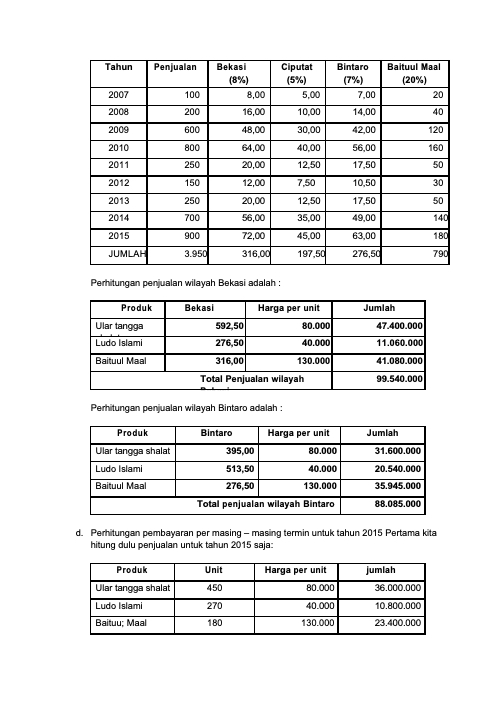 Tahun Penjualan Bekasi (8%) Ciputat (5%) Bintaro (7%) Baituul Maal (20%)
2007 100 8,00 5,00 7,00 20
2008 200 16,00 10,00 14,00 40
2009 600 48,00 30,00 42,00 120
2010 800 64,00 40,00 56,00 160
2011 250 20,00 12,50 17,50 50
2012 150 12,00 7,50 10,50 30
2013 250 20,00 12,50 17,50 50
2014 700 56,00 35,00 49,00 140
2015 900 72,00 45,00 63,00 180
JUMLAH 3.950 316,00 197,50 276,50 790
Perhitungan penjualan wilayah Bekasi adalah :
Produk Bekasi Harga per unit Jumlah
Ular tangga 592,50 80.000 47.400.000
Ludo Islami 276,50 40.000 11.060.000
Baituul Maal 316,00 130.000 41.080.000
Total Penjualan wilayah 99.540.000
Perhitungan penjualan wilayah Bintaro adalah :
Produk Bintaro Harga per unit Jumlah
Ular tangga shalat 395,00 80.000 31.600.000
Ludo Islami 513,50 40.000 20.540.000
Baituul Maal 276,50 130.000 35.945.000
Total penjualan wilayah Bintaro 88.085.000
d. Perhitungan pembayaran per masing – masing termin untuk tahun 2015 Pertama kita
hitung dulu penjualan untuk tahun 2015 saja:
Produk Unit Harga per unit jumlah
Ular tangga shalat 450 80.000 36.000.000
Ludo Islami 270 40.000 10.800.000
Baituu; Maal 180 130.000 23.400.000